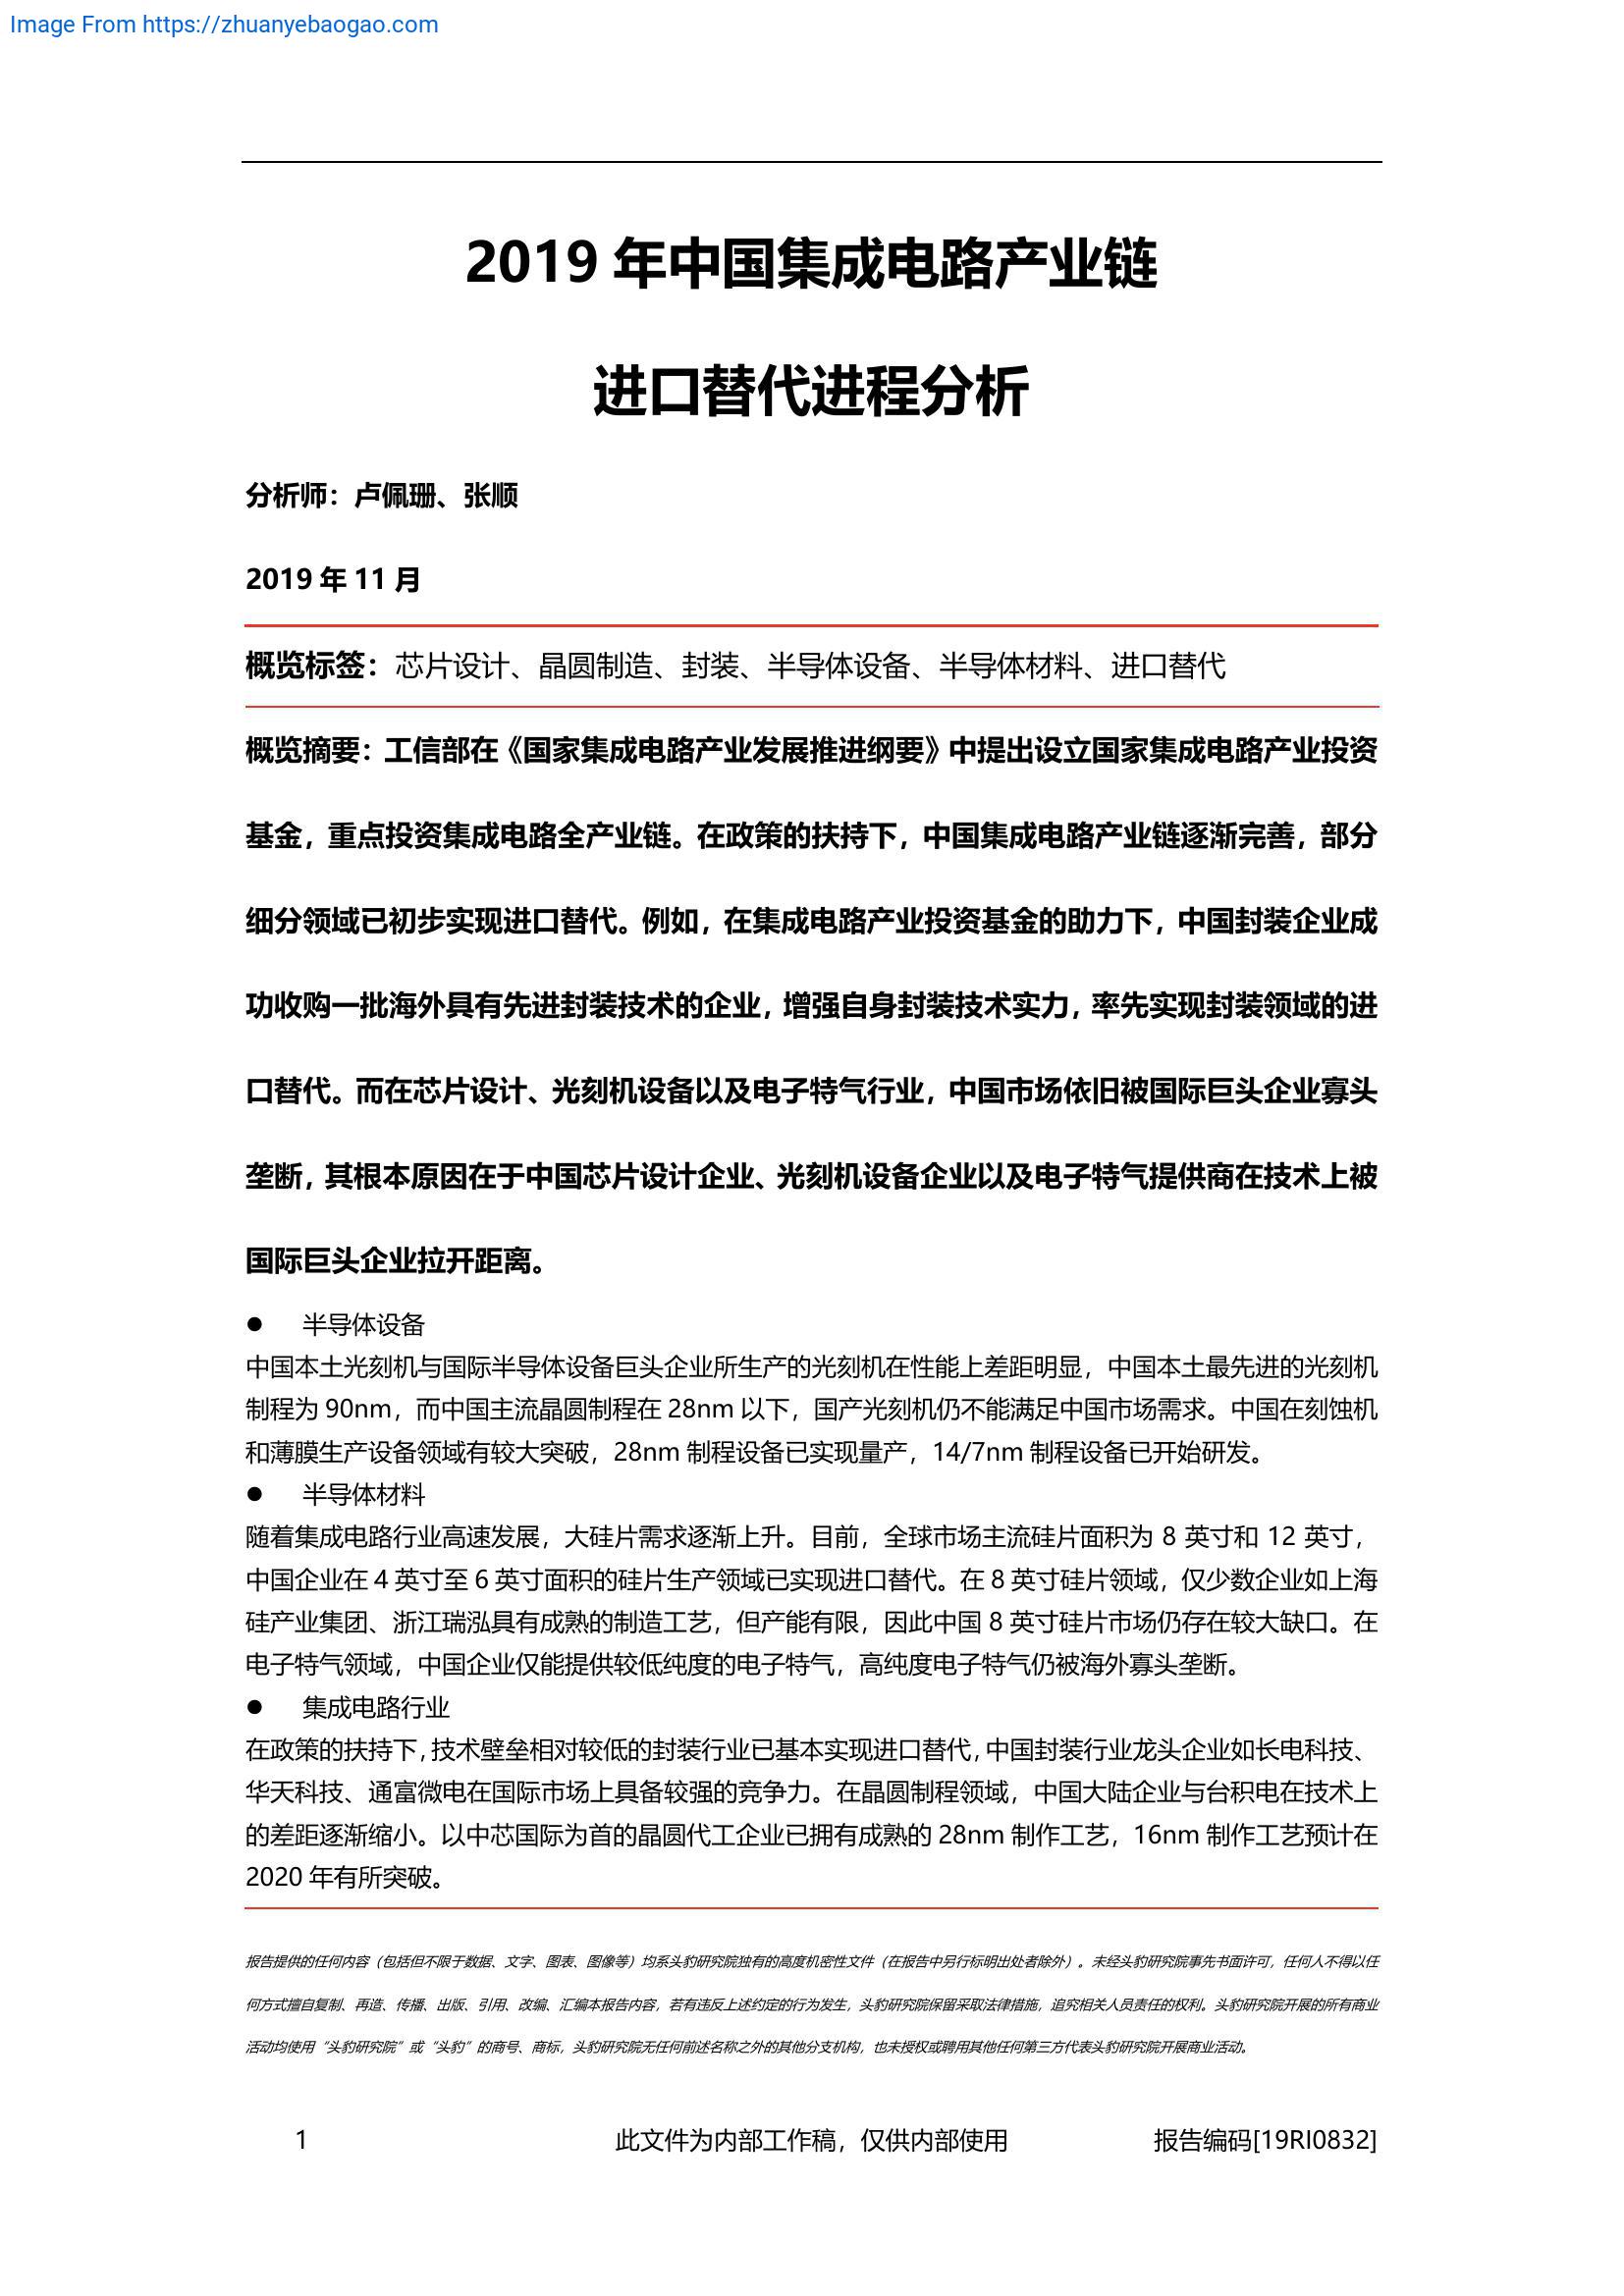 Image From https://zhuanyebaogao.com
2019 年中国集成电路产业链
进口替代进程分析
分析师：卢佩珊、张顺
2019 年 11 月
概览标签：芯片设计、晶圆制造、封装、半导体设备、半导体材料、进口替代
概览摘要：工信部在《国家集成电路产业发展推进纲要》中提出设立国家集成电路产业投资
基金，重点投资集成电路全产业链。在政策的扶持下，中国集成电路产业链逐渐完善，部分
细分领域已初步实现进口替代。例如，在集成电路产业投资基金的助力下，中国封装企业成
功收购一批海外具有先进封装技术的企业，增强自身封装技术实力，率先实现封装领域的进
口替代。而在芯片设计、光刻机设备以及电子特气行业，中国市场依旧被国际巨头企业寡头
垄断，其根本原因在于中国芯片设计企业、光刻机设备企业以及电子特气提供商在技术上被
国际巨头企业拉开距离。
● 半导体设备
中国本土光刻机与国际半导体设备巨头企业所生产的光刻机在性能上差距明显，中国本土最先进的光刻机
制程为 90nm，而中国主流晶圆制程在 28nm 以下，国产光刻机仍不能满足中国市场需求。中国在刻蚀机
和薄膜生产设备领域有较大突破，28nm 制程设备已实现量产，14/7nm 制程设备已开始研发。
● 半导体材料
随着集成电路行业高速发展，大硅片需求逐渐上升。目前，全球市场主流硅片面积为 8 英寸和 12 英寸，
中国企业在 4 英寸至 6 英寸面积的硅片生产领域已实现进口替代。在 8 英寸硅片领域，仅少数企业如上海
硅产业集团、浙江瑞泓具有成熟的制造工艺，但产能有限，因此中国 8 英寸硅片市场仍存在较大缺口。在
电子特气领域，中国企业仅能提供较低纯度的电子特气，高纯度电子特气仍被海外寡头垄断。
● 集成电路行业
在政策的扶持下，技术壁垒相对较低的封装行业已基本实现进口替代，中国封装行业龙头企业如长电科技、
华天科技、通富微电在国际市场上具备较强的竞争力。在晶圆制程领域，中国大陆企业与台积电在技术上
的差距逐渐缩小。以中芯国际为首的晶圆代工企业已拥有成熟的 28nm 制作工艺，16nm 制作工艺预计在
2020 年有所突破。
报告提供的任何内容（包括但不限于数据、文字、图表、图像等）均系头豹研究院独有的高度机密性文件（在报告中另行标明出处者除外）。未经头豹研究院事先书面许可，任何人不得以任
何方式擅自复制、再造、传播、出版、引用、改编、汇编本报告内容，若有违反上述约定的行为发生，头豹研究院保留采取法律措施，追究相关人员责任的权利。头豹研究院开展的所有商业
活动均使用“头豹研究院”或“头豹”的商号、商标，头豹研究院无任何前述名称之外的其他分支机构，也未授权或聘用其他任何第三方代表头豹研究院开展商业活动。
1 此文件为内部工作稿，仅供内部使用 报告编码[19RI0832]